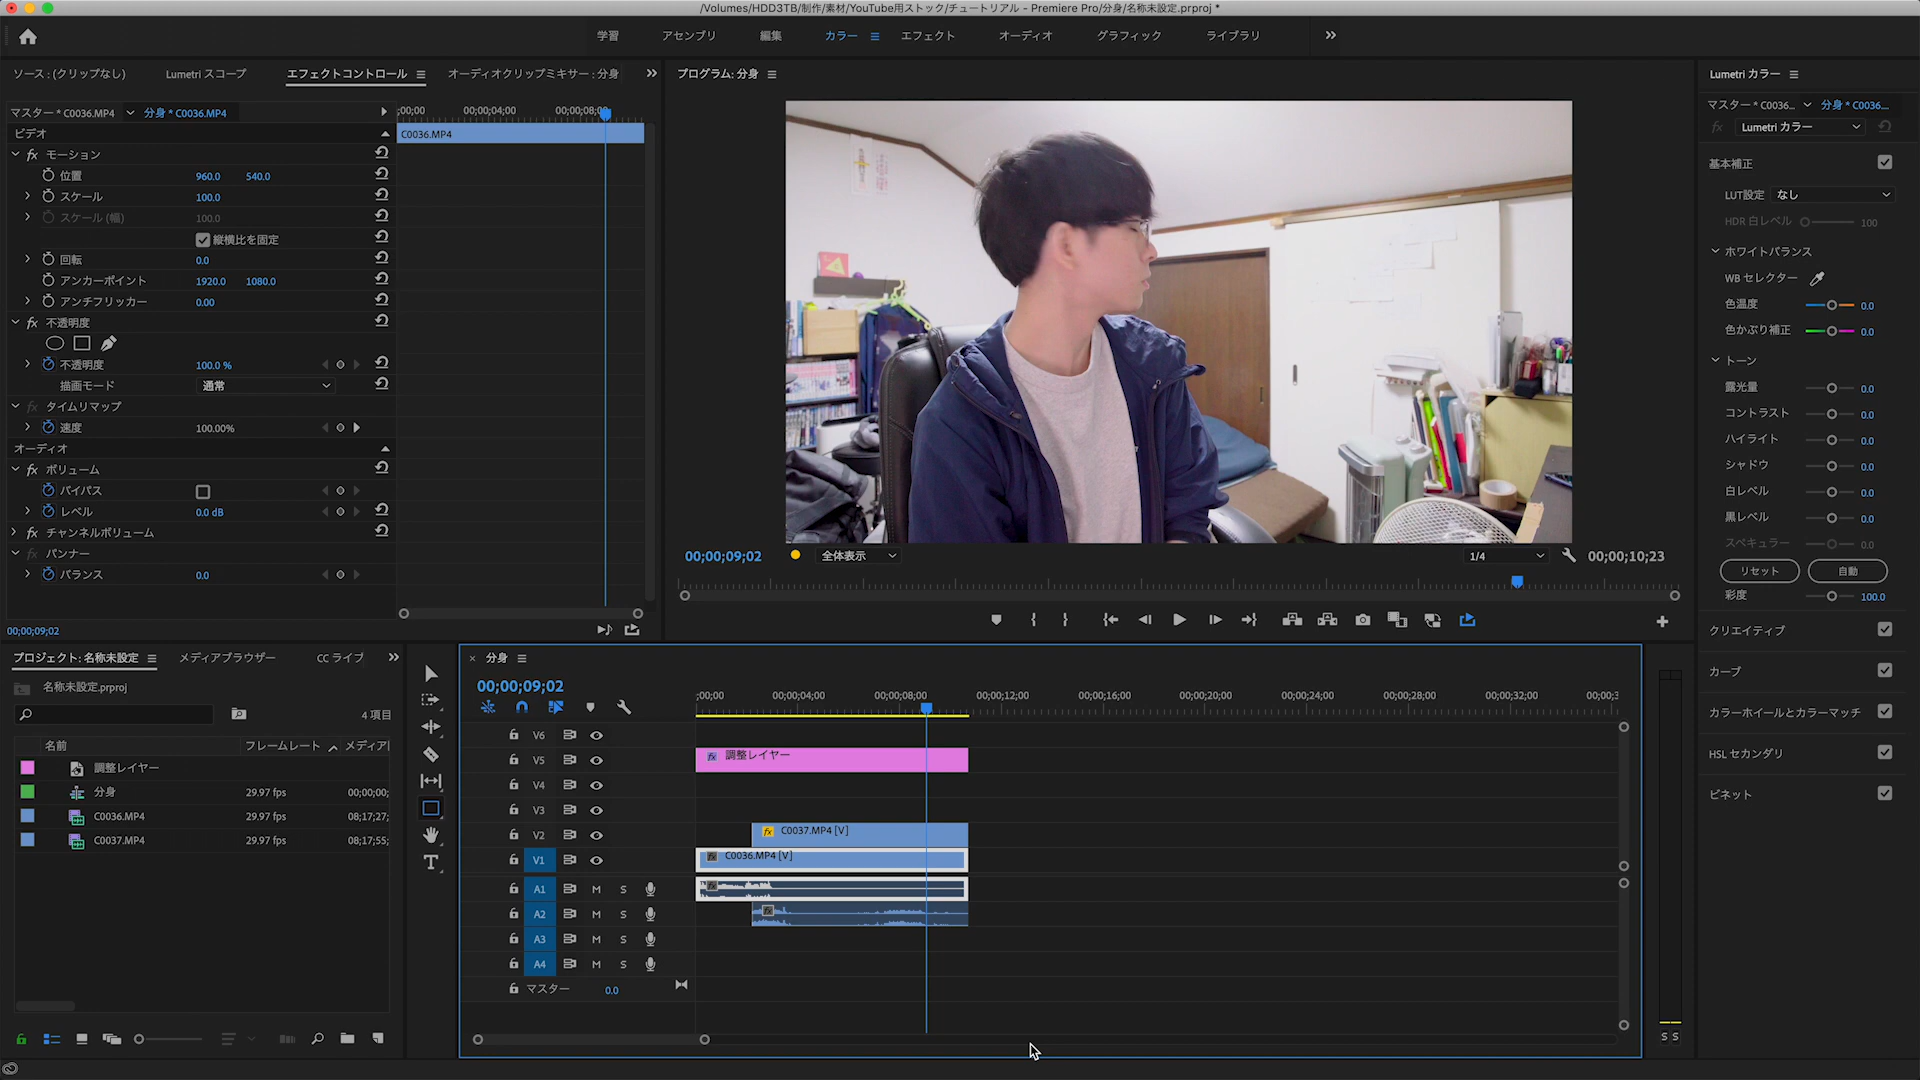 /Volumes/HDD3TB/制作/素材/YouTube用ストック/チュートリアル - Premiere Pro/分身/名称未設定.prproj *
学習 アセンブリ 編集 カラー エフェクト オーディオ グラフィック ライブラリ
ソース : (クリップなし) Lumetri スコープ エフェクトコントロール オーディオクリップミキサー : 分身
マスター * C0036.MP4 分身 * C0036.MP4
;00;00 00;00;04;00 00;00;08;00
C0036.MP4
ビデオ
fx モーション
位置 960.0 540.0
スケール 100.0
スケール (幅) 100.0
縦横比を固定
回転 0.0
アンカーポイント 1920.0 1080.0
アンチフリッカー 0.00
fx 不透明度
不透明度 100.0 %
描画モード 通常
fx タイムリマップ
速度 100.00%
オーディオ
fx ボリューム
バイパス
レベル 0.0 dB
fx チャンネルボリューム
fx パンナー
バランス 0.0
00;00;09;02
プログラム: 分身
00;00;09;02 全体表示 1/4 00;00;10;23
Lumetri カラー
マスター * C0036... 分身 * C0036...
fx Lumetri カラー
基本補正
LUT設定 なし
HDR 白レベル 100
ホワイトバランス
WB セレクター
色温度 0.0
色かぶり補正 0.0
トーン
露光量 0.0
コントラスト 0.0
ハイライト 0.0
シャドウ 0.0
白レベル 0.0
黒レベル 0.0
スペキュラー 0.0
リセット 自動
彩度 100.0
クリエイティブ
カーブ
カラーホイールとカラーマッチ
HSL セカンダリ
ビネット
プロジェクト: 名称未設定 メディアブラウザー CC ライブ
名称未設定.prproj
4 項目
名前 フレームレート メディア
調整レイヤー
分身 29.97 fps 00;00;00;
C0036.MP4 29.97 fps 08;17;27;
C0037.MP4 29.97 fps 08;17;55;
× 分身
00;00;09;02
;00;00 00;00;04;00 00;00;08;00 00;00;12;00 00;00;16;00 00;00;20;00 00;00;24;00 00;00;28;00 00;00;32;00 00;00;3
V6
V5 fx 調整レイヤー
V4
V3
V2 fx C0037.MP4 [V]
V1 fx C0036.MP4 [V]
A1 M S fx
A2 M S fx
A3 M S
A4 M S
マスター 0.0
S S